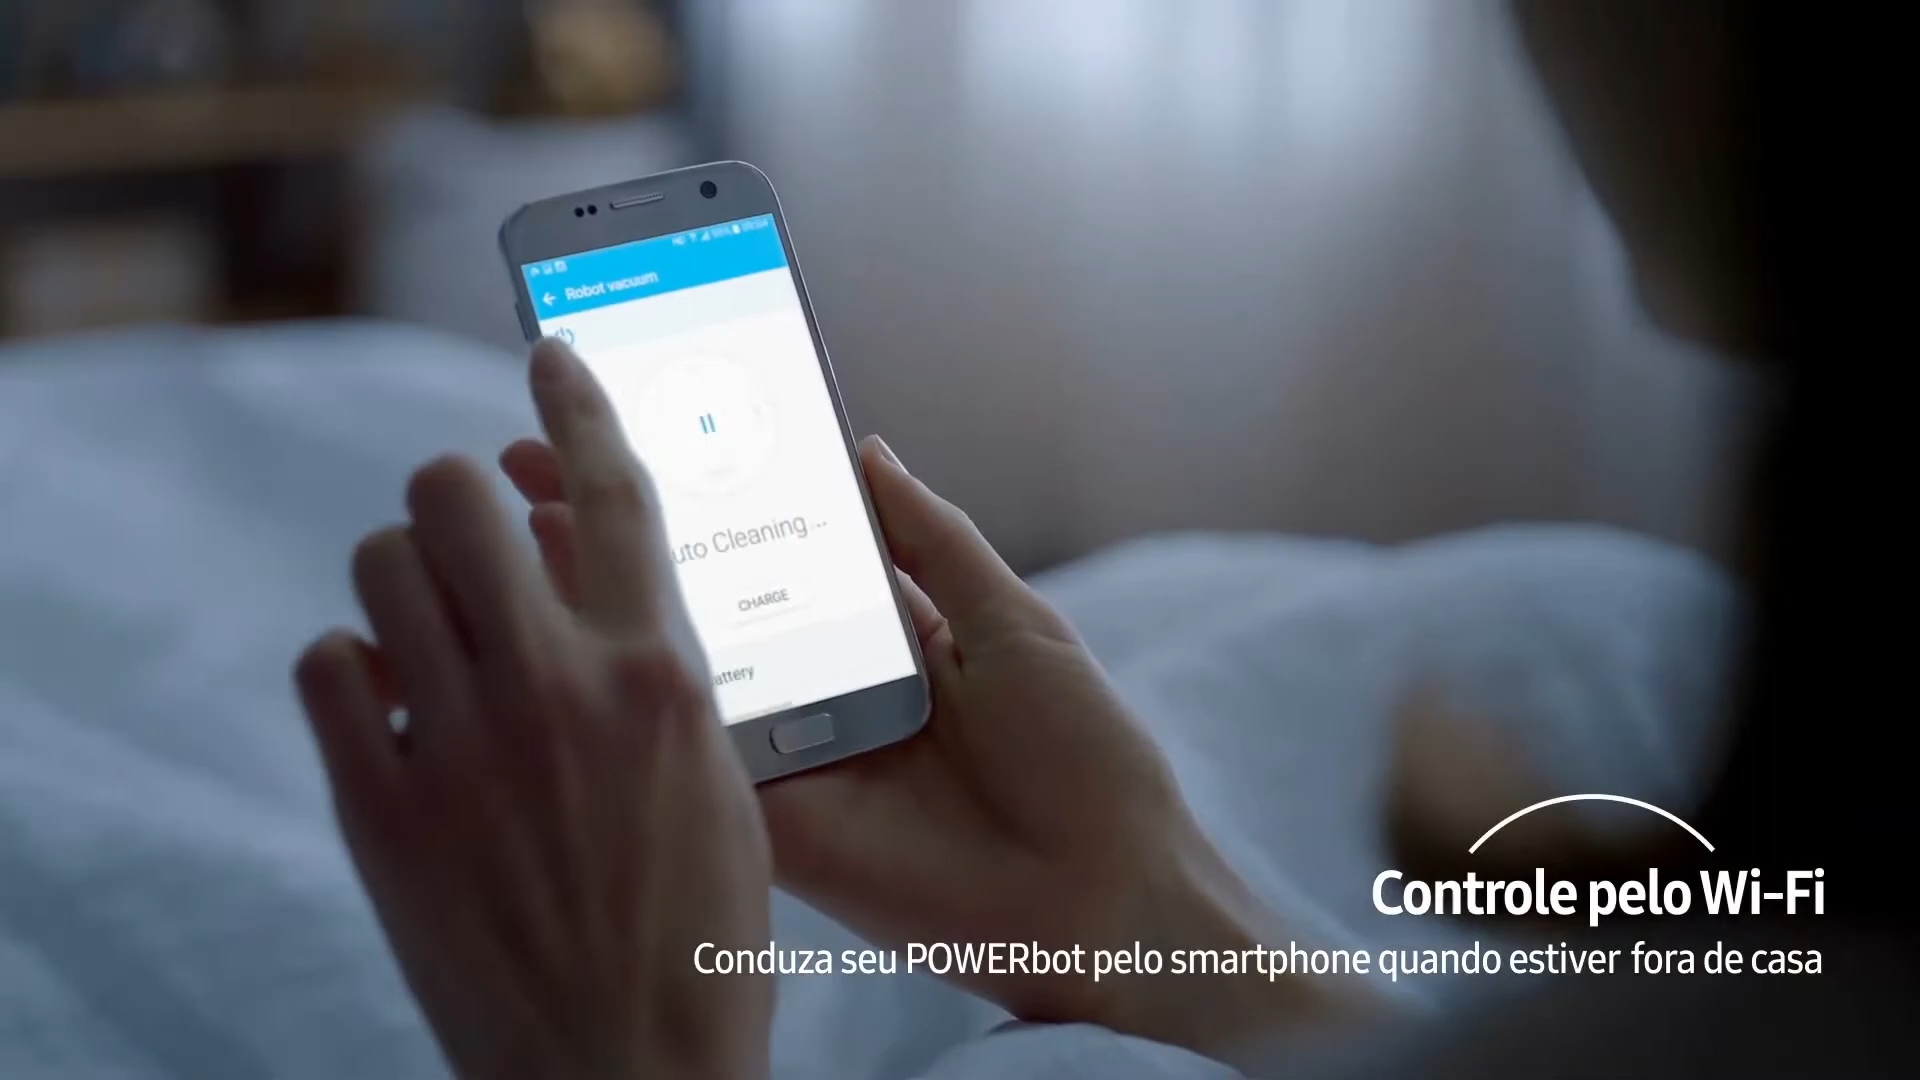 Robot vacuum
uto Cleaning...
CHARGE
attery
Controle pelo Wi-Fi
Conduza seu POWERbot pelo smartphone quando estiver fora de casa